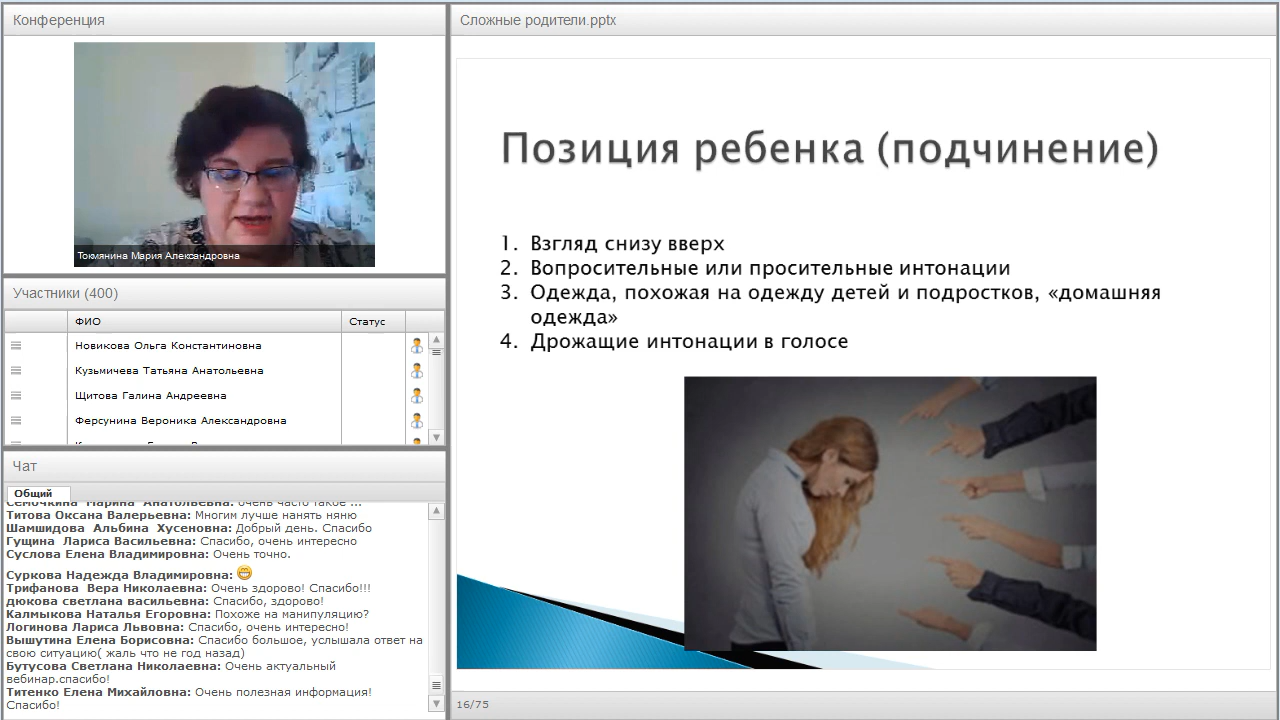 Конференция
Токмянина Мария Александровна
Участники (400)
ФИО Статус
Новикова Ольга Константиновна
Кузьмичева Татьяна Анатольевна
Щитова Галина Андреевна
Ферсунина Вероника Александровна
Чат
Общий
Семочкина Марина Анатольевна: очень часто такое ...
Титова Оксана Валерьевна: Многим лучше нанять няню
Шамшидова Альбина Хусеновна: Добрый день. Спасибо
Гущина Лариса Васильевна: Спасибо, очень интересно
Суслова Елена Владимировна: Очень точно.
Суркова Надежда Владимировна:
Трифанова Вера Николаевна: Очень здорово! Спасибо!!!
дюкова светлана васильевна: Спасибо, здорово!
Калмыкова Наталья Егоровна: Похоже на манипуляцию?
Логинова Лариса Львовна: Спасибо, очень интересно!
Вышутина Елена Борисовна: Спасибо большое, услышала ответ на
свою ситуацию( жаль что не год назад)
Бутусова Светлана Николаевна: Очень актуальный
вебинар.спасибо!
Титенко Елена Михайловна: Очень полезная информация!
Спасибо!
Сложные родители.pptx
Позиция ребенка (подчинение)
1. Взгляд снизу вверх
2. Вопросительные или просительные интонации
3. Одежда, похожая на одежду детей и подростков, «домашняя
одежда»
4. Дрожащие интонации в голосе
16/75